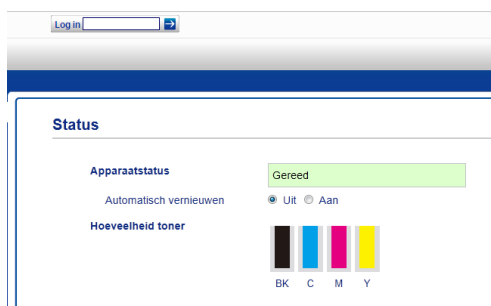 Log in
Status
Apparaatstatus Gereed
Automatisch vernieuwen Uit Aan
Hoeveelheid toner
BK C M Y